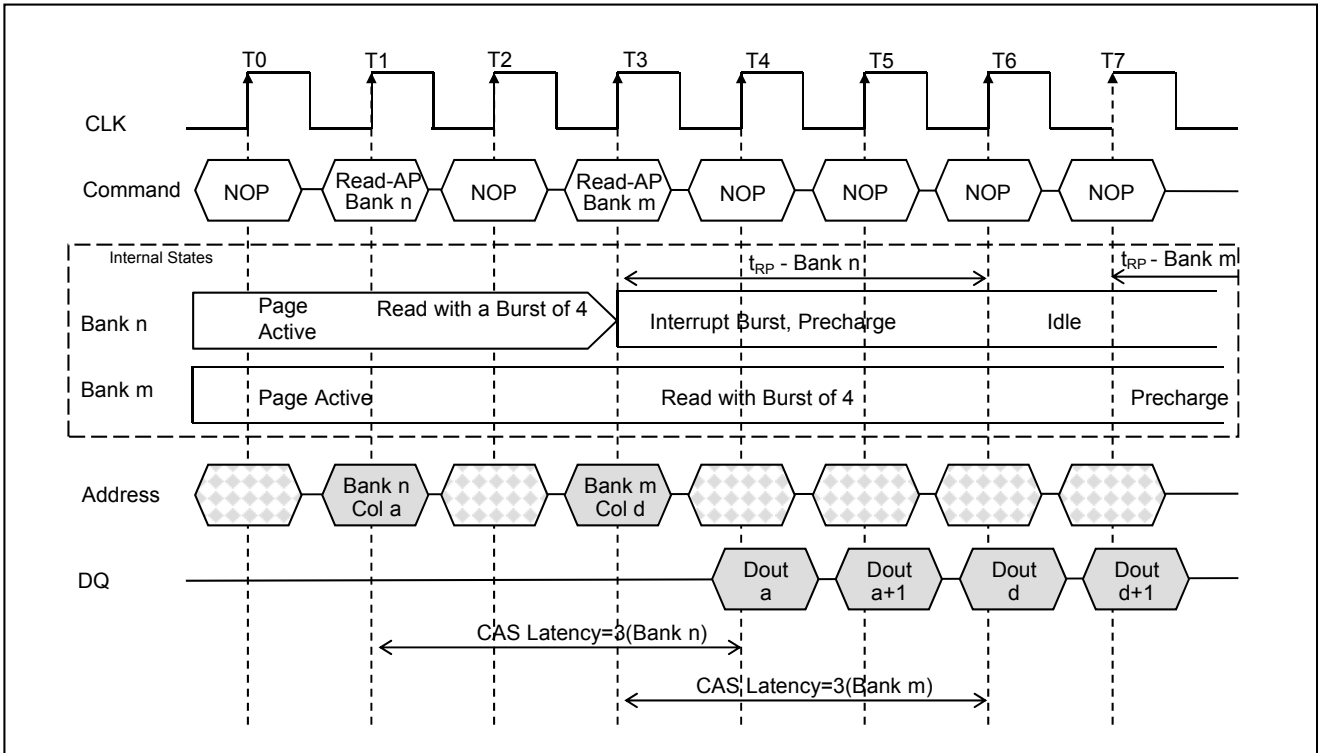 T0 T1 T2 T3 T4 T5 T6 T7
CLK
Command
NOP
Read-AP
Bank n
NOP
Read-AP
Bank m
NOP
NOP
NOP
NOP
Internal States
tRP - Bank n
tRP - Bank m
Bank n
Page
Active
Read with a Burst of 4
Interrupt Burst, Precharge
Idle
Bank m
Page Active
Read with Burst of 4
Precharge
Address
Bank n
Col a
Bank m
Col d
DQ
Dout
a
Dout
a+1
Dout
d
Dout
d+1
CAS Latency=3(Bank n)
CAS Latency=3(Bank m)